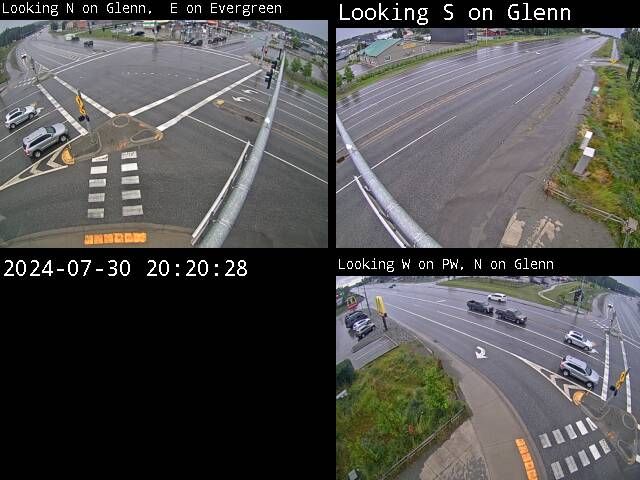 Looking N on Glenn,  E on Evergreen
Looking S on Glenn
2024-07-30 20:20:28
Looking W on PW, N on Glenn